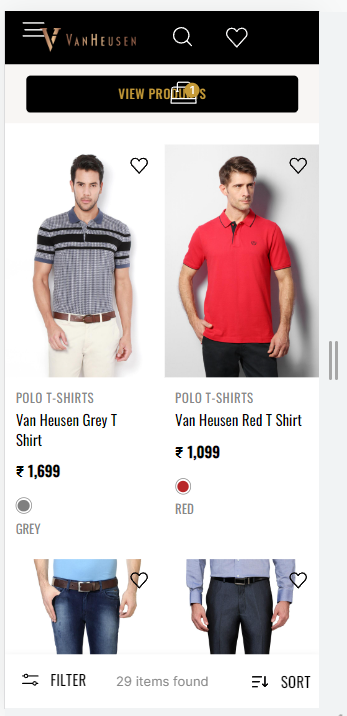 VANHEUSEN
VIEW PRODUCTS
1
POLO T-SHIRTS
Van Heusen Grey T
Shirt
₹ 1,699
GREY
POLO T-SHIRTS
Van Heusen Red T Shirt
₹ 1,099
RED
FILTER
29 items found
SORT